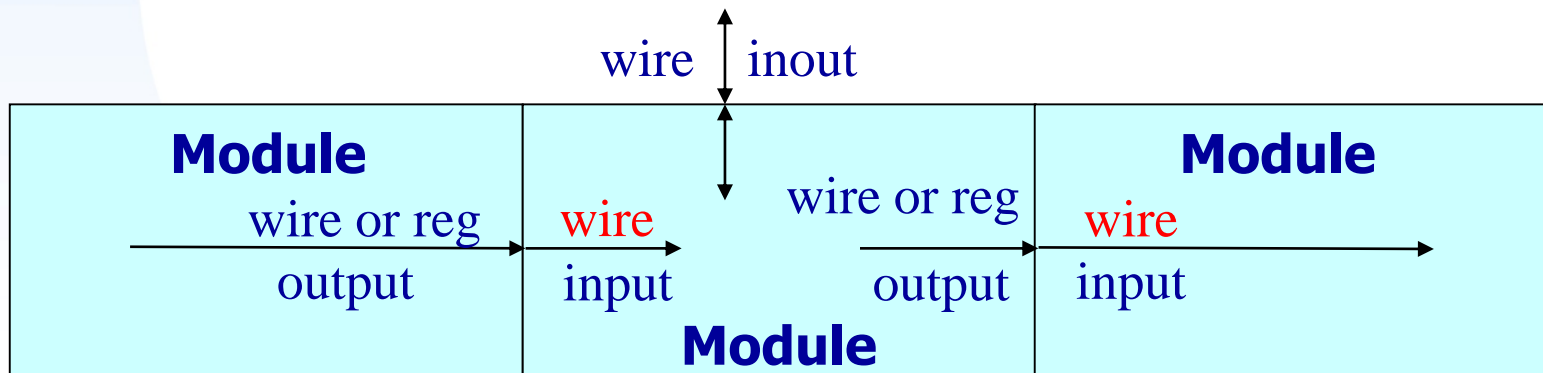 wire inout
Module Module
wire or reg wire wire or reg wire
output input output input
Module